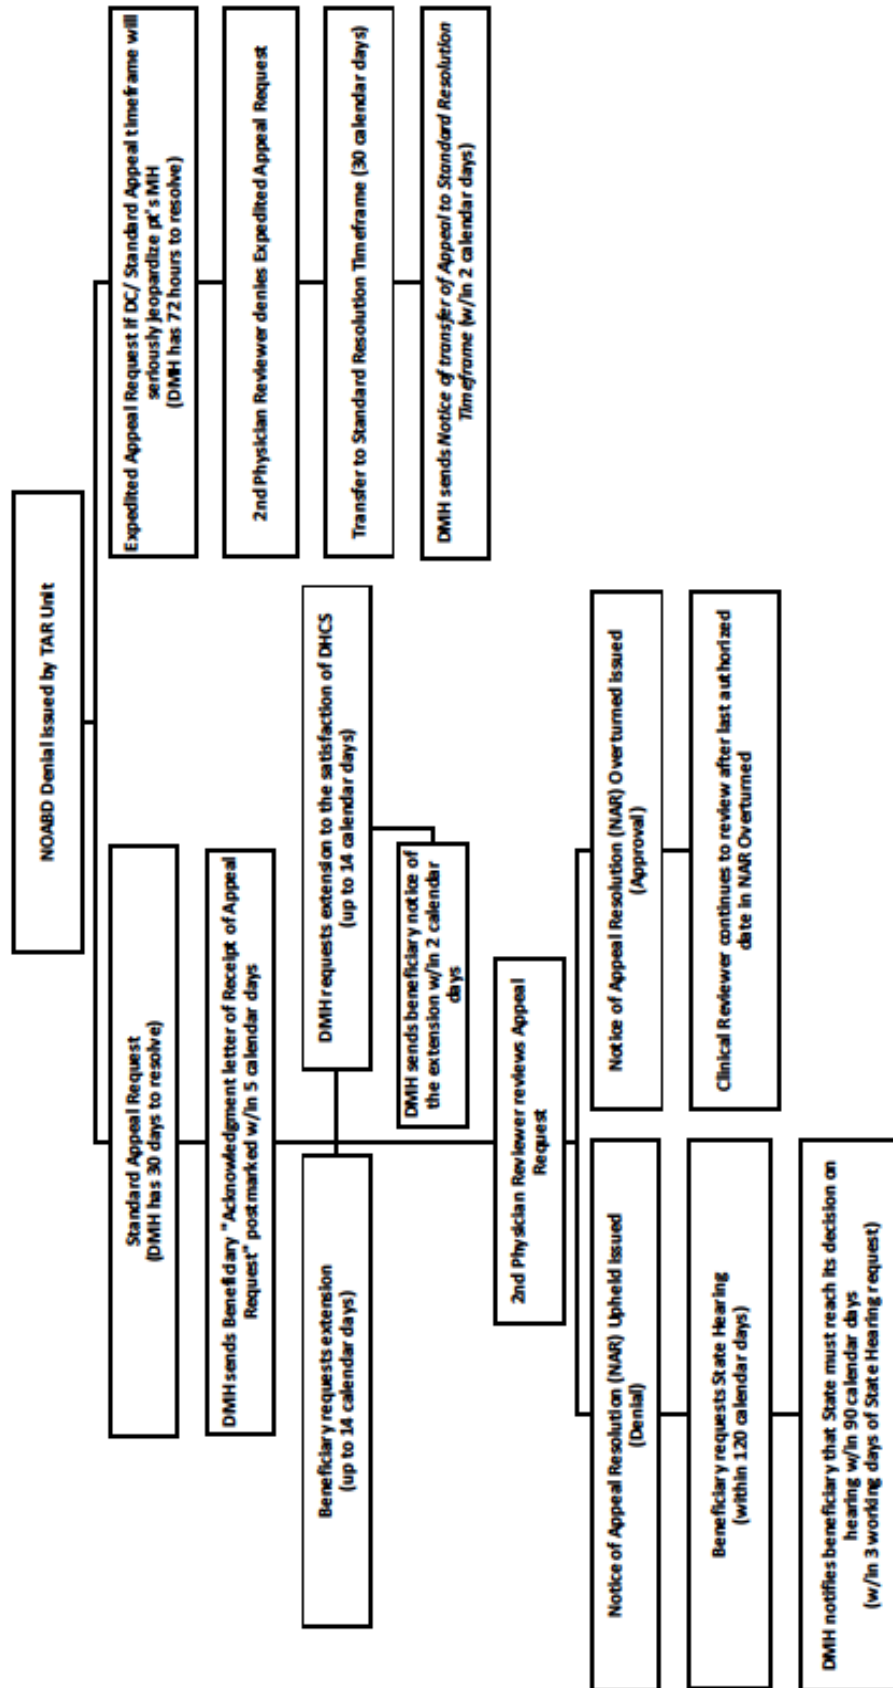 NOABD Denial issued by TAR Unit
Standard Appeal Request
(DMH has 30 days to resolve)
DMH sends Beneficiary "Acknowledgment letter of Receipt of Appeal
Request" postmarked w/in 5 calendar days
Beneficiary requests extension
(up to 14 calendar days)
DMH requests extension to the satisfaction of DHCS
(up to 14 calendar days)
DMH sends beneficiary notice of
the extension w/in 2 calendar
days
2nd Physician Reviewer reviews Appeal
Request
Notice of Appeal Resolution (NAR) Upheld issued
(Denial)
Beneficiary requests State Hearing
(within 120 calendar days)
DMH notifies beneficiary that State must reach its decision on
hearing w/in 90 calendar days
(w/in 3 working days of State Hearing request)
Notice of Appeal Resolution (NAR) Overturned issued
(Approval)
Clinical Reviewer continues to review after last authorized
date in NAR Overturned
Expedited Appeal Request if DC/ Standard Appeal timeframe will
seriously jeopardize pt's MH
(DMH has 72 hours to resolve)
2nd Physician Reviewer denies Expedited Appeal Request
Transfer to Standard Resolution Timeframe (30 calendar days)
DMH sends Notice of transfer of Appeal to Standard Resolution
Timeframe (w/in 2 calendar days)